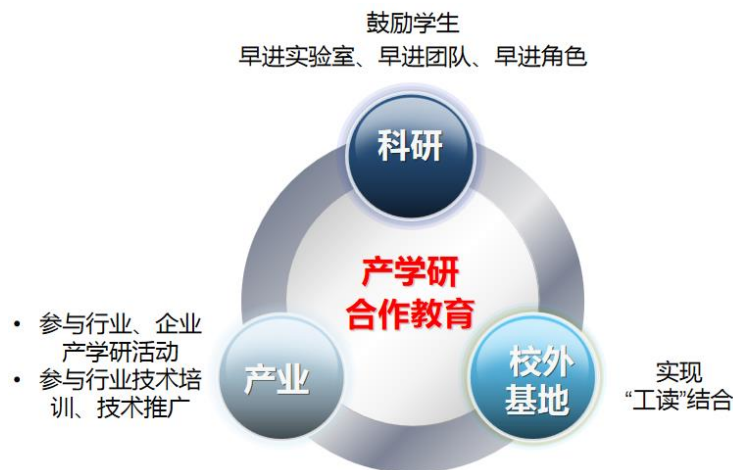 鼓励学生
早进实验室、早进团队、早进角色
科研
产学研
合作教育
• 参与行业、企业
产学研活动
• 参与行业技术培
训、技术推广
产业
校外
基地
实现
“工读”结合